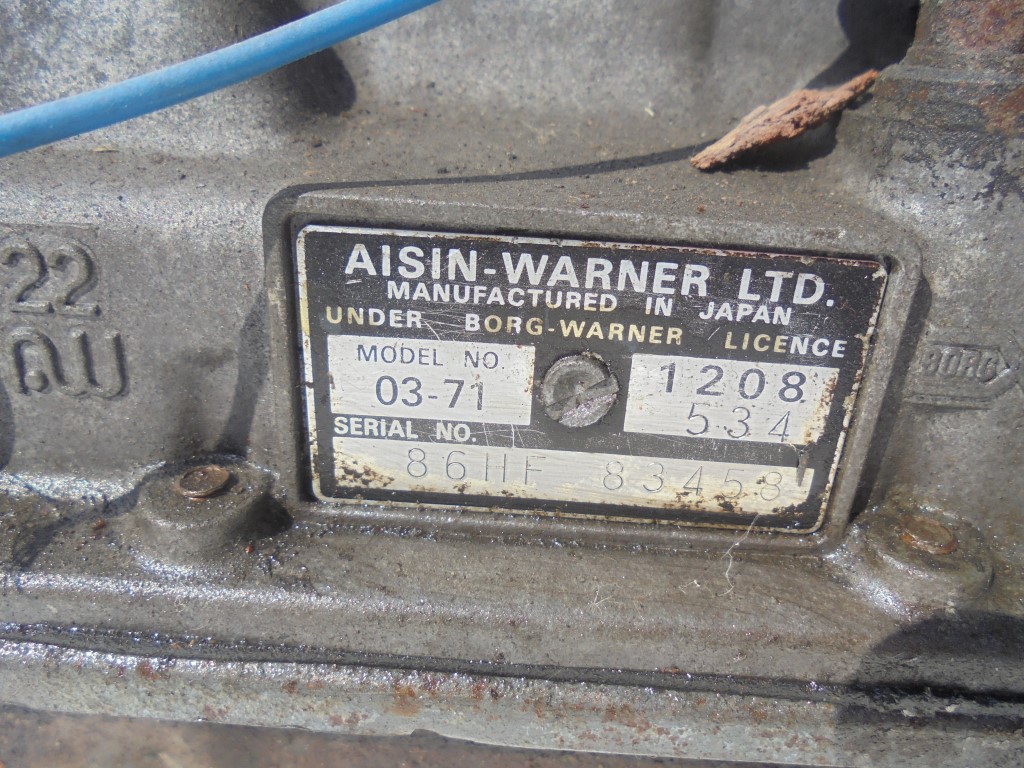 AISIN-WARNER LTD.
MANUFACTURED IN JAPAN
UNDER BORG-WARNER LICENCE
MODEL NO.
03-71
1208
534
SERIAL NO.
86HF 83458
22
BORG